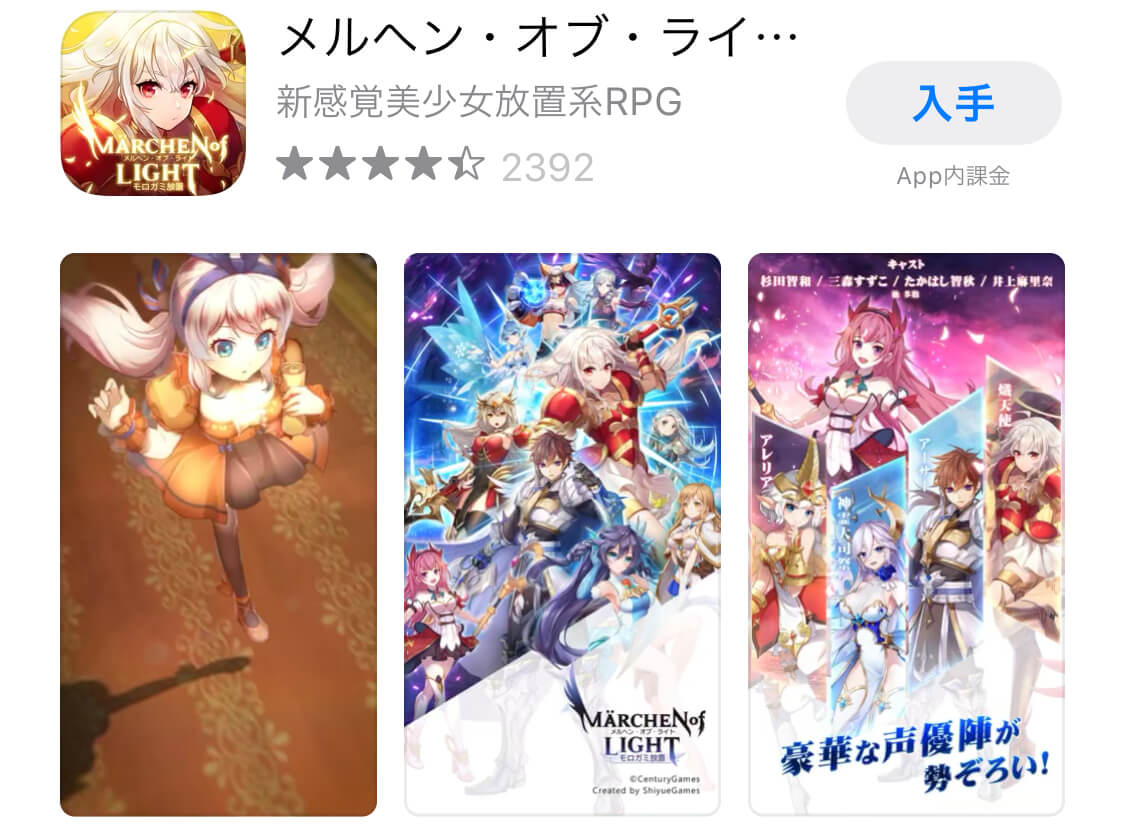 メルヘン・オブ・ライ…
新感覚美少女放置系RPG
2392
入手
App内課金
MÄRCHEN of
メルヘン・オブ・ライト
LIGHT
モロガミ放置
MÄRCHEN of
メルヘン・オブ・ライト
LIGHT
モロガミ放置
©CenturyGames
Created by ShiyueGames
キャスト
杉田智和 / 三森すずこ / たかはし智秋 / 井上麻里奈
他 多数
アレリア
アーサー
熾天使
豪華な声優陣が
勢ぞろい!